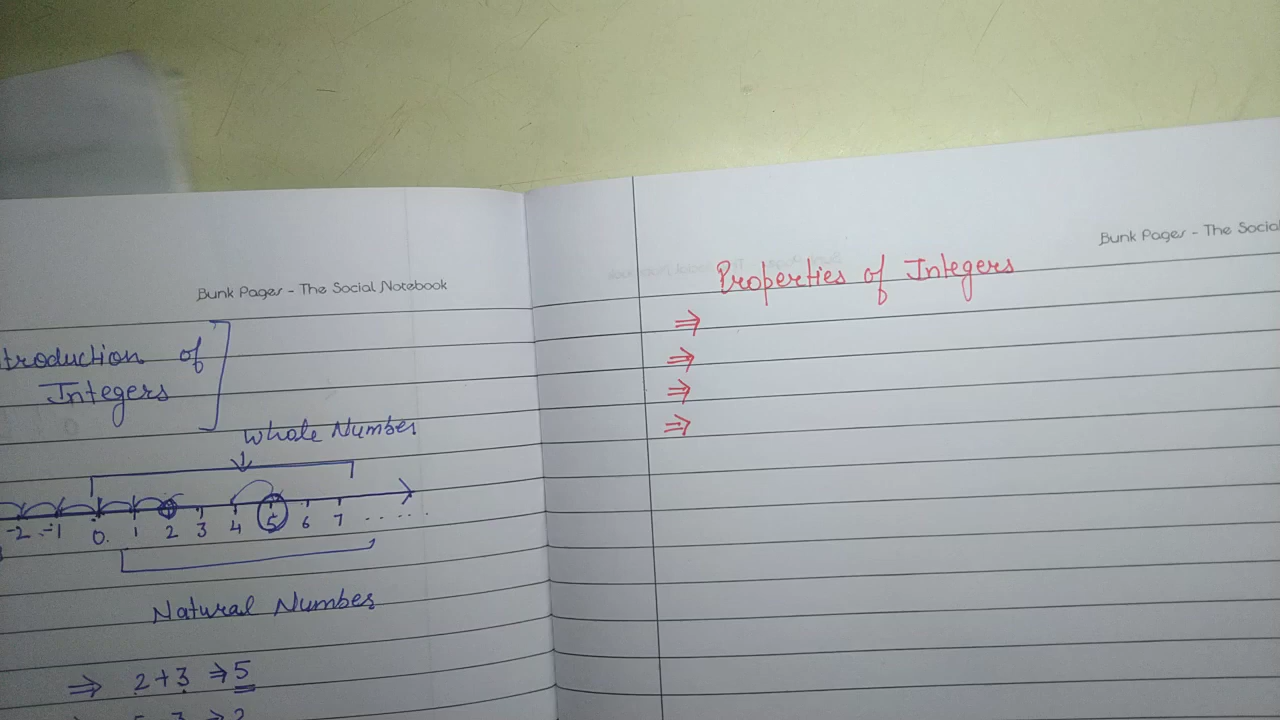 Bunk Pages - The Social Notebook
troduction of
Integers
Whole Number
-2 -1 0 1 2 3 4 5 6 7 ......
Natural Number
⇒ 2+3 ⇒ 5
Bunk Pages - The Social
Properties of Integers
⇒
⇒
⇒
⇒